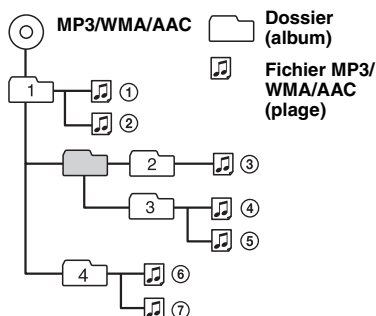 MP3/WMA/AAC
Dossier
(album)
Fichier MP3/
WMA/AAC
(plage)
1
①
②
2
③
3
④
⑤
4
⑥
⑦